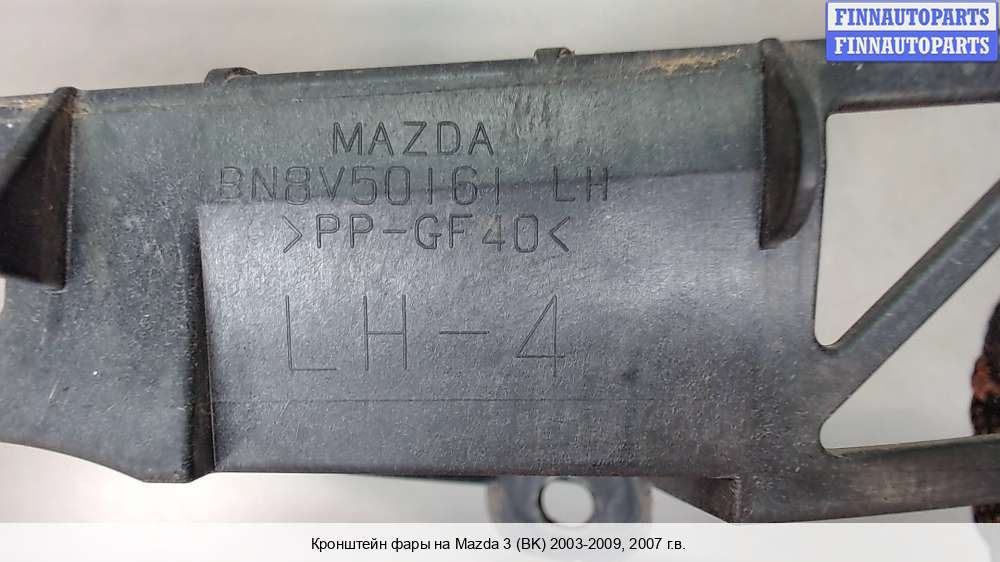 FINNAUTOPARTS
FINNAUTOPARTS
MAZDA
BN8V50161 LH
>PP-GF40<
LH-4
Кронштейн фары на Mazda 3 (BK) 2003-2009, 2007 г.в.